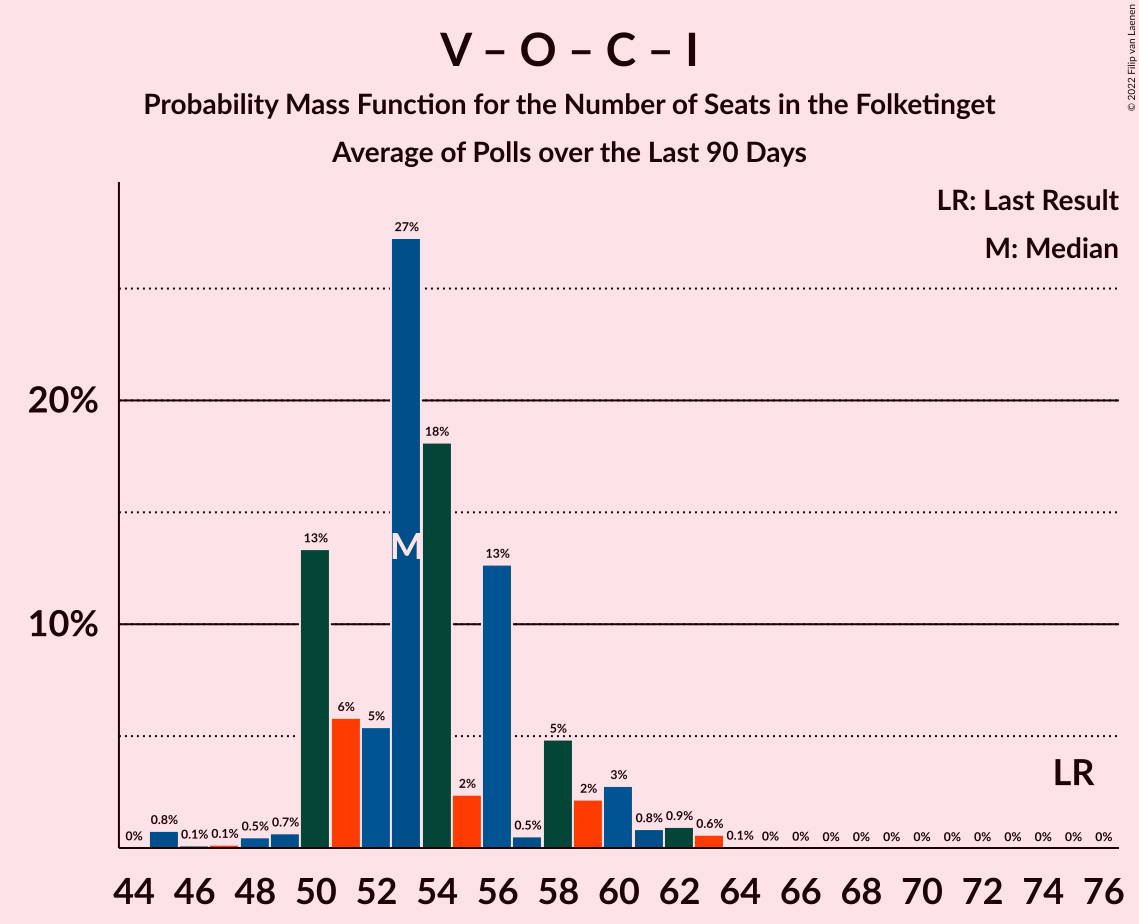 V – O – C – I
Probability Mass Function for the Number of Seats in the Folketinget
Average of Polls over the Last 90 Days
© 2022 Filip van Laenen
LR: Last Result
M: Median
20%
10%
0% 0.8% 0.1% 0.1% 0.5% 0.7% 13% 6% 5% 27% 18% 2% 13% 0.5% 5% 2% 3% 0.8% 0.9% 0.6% 0.1% 0% 0% 0% 0% 0% 0% 0% 0% 0% 0% 0% 0%
M
LR
44 46 48 50 52 54 56 58 60 62 64 66 68 70 72 74 76